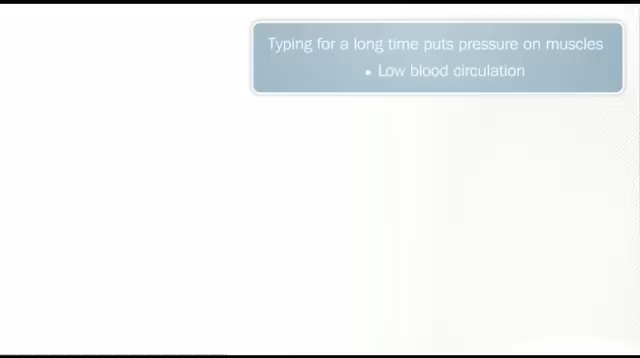 Typing for a long time puts pressure on muscles
• Low blood circulation